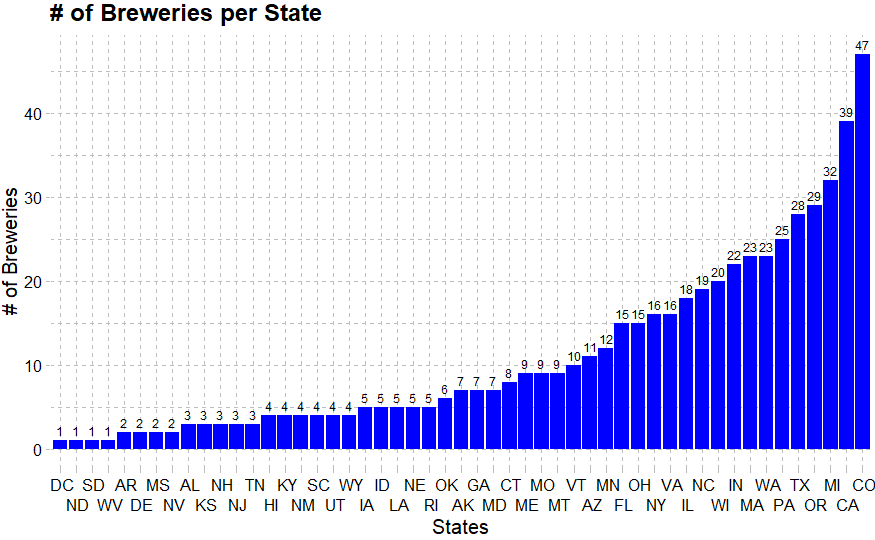 # of Breweries per State
# of Breweries
47
39
32
29
28
25
23 23
22
20
19
18
16 16
15 15
12
11
10
9 9 9
8
7 7 7
6
5 5 5 5 5
4 4 4 4 4 4
3 3 3 3 3
2 2 2 2
1 1 1 1
40
30
20
10
0
DC SD AR MS AL NH TN KY SC WY ID NE OK GA CT MO VT MN OH VA NC IN WA TX MI CO
ND WV DE NV KS NJ HI NM UT IA LA RI AK MD ME MT AZ FL NY IL WI MA PA OR CA
States